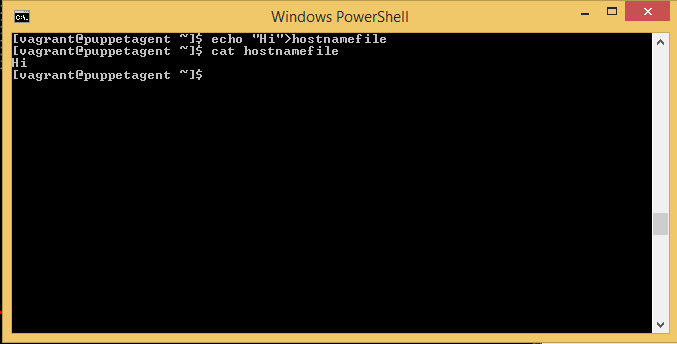 Windows PowerShell
[vagrant@puppetagent ~]$ echo "Hi">hostnamefile
[vagrant@puppetagent ~]$ cat hostnamefile
Hi
[vagrant@puppetagent ~]$